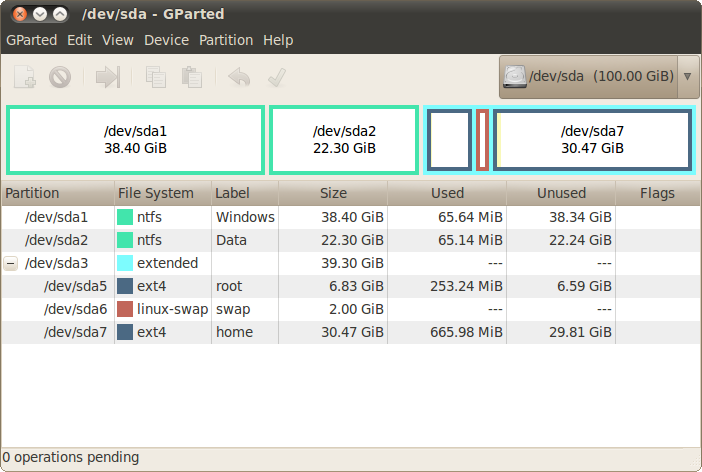 /dev/sda - GParted
GParted Edit View Device Partition Help
/dev/sda (100.00 GiB)
/dev/sda1
38.40 GiB
/dev/sda2
22.30 GiB
/dev/sda7
30.47 GiB
Partition File System Label Size Used Unused Flags
/dev/sda1 ntfs Windows 38.40 GiB 65.64 MiB 38.34 GiB
/dev/sda2 ntfs Data 22.30 GiB 65.14 MiB 22.24 GiB
/dev/sda3 extended 39.30 GiB --- ---
/dev/sda5 ext4 root 6.83 GiB 253.24 MiB 6.59 GiB
/dev/sda6 linux-swap swap 2.00 GiB --- ---
/dev/sda7 ext4 home 30.47 GiB 665.98 MiB 29.81 GiB
0 operations pending